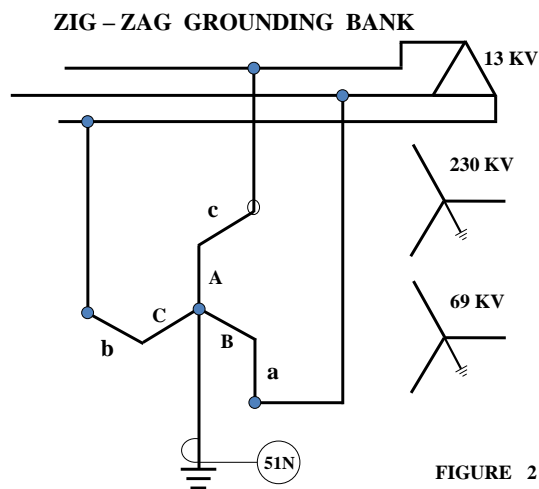 ZIG – ZAG GROUNDING BANK
13 KV
230 KV
c
A
69 KV
C
B
b
a
51N
FIGURE 2